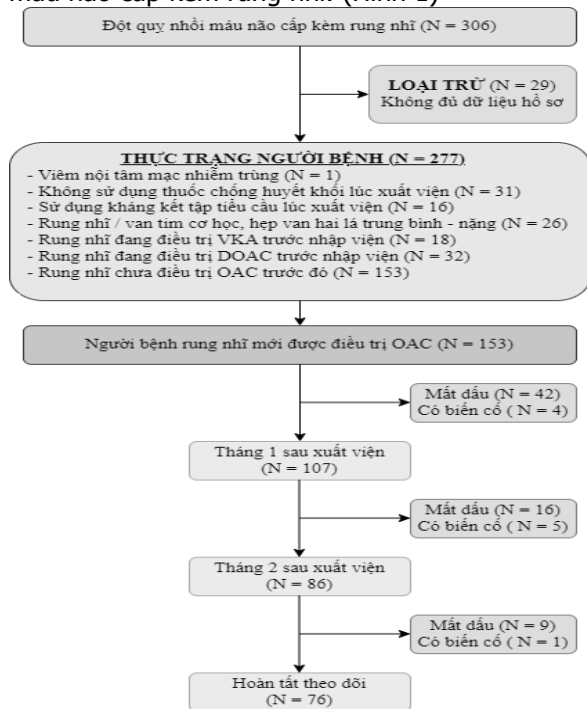 máu não cấp kèm rung nhĩ. (Hình 1)
Đột quỵ nhồi máu não cấp kèm rung nhĩ (N = 306)
LOẠI TRỪ (N = 29)
Không đủ dữ liệu hồ sơ
THỰC TRẠNG NGƯỜI BỆNH (N = 277)
- Viêm nội tâm mạc nhiễm trùng (N = 1)
- Không sử dụng thuốc chống huyết khối lúc xuất viện (N = 31)
- Sử dụng kháng kết tập tiểu cầu lúc xuất viện (N = 16)
- Rung nhĩ / van tim cơ học, hẹp van hai lá trung bình - nặng (N = 26)
- Rung nhĩ đang điều trị VKA trước nhập viện (N = 18)
- Rung nhĩ đang điều trị DOAC trước nhập viện (N = 32)
- Rung nhĩ chưa điều trị OAC trước đó (N = 153)
Người bệnh rung nhĩ mới được điều trị OAC (N = 153)
Mất dấu (N = 42)
Có biến cố ( N = 4)
Tháng 1 sau xuất viện
(N = 107)
Mất dấu (N = 16)
Có biến cố ( N = 5)
Tháng 2 sau xuất viện
(N = 86)
Mất dấu (N = 9)
Có biến cố ( N = 1)
Hoàn tất theo dõi
(N = 76)